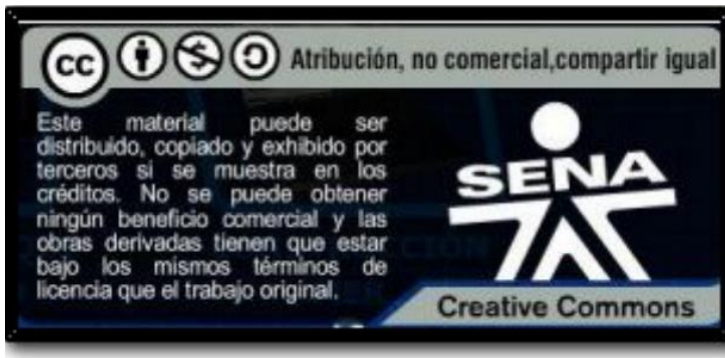 cc Atribución, no comercial,compartir igual
Este material puede ser
distribuido, copiado y exhibido por
terceros si se muestra en los
créditos. No se puede obtener
ningún beneficio comercial y las
obras derivadas tienen que estar
bajo los mismos términos de
licencia que el trabajo original.
SENA
Creative Commons